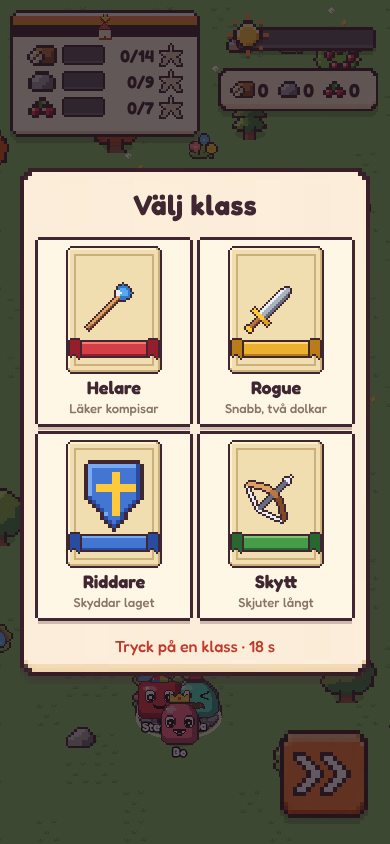 0/14
0/9
0/7
0 0 0
Välj klass
Helare
Läker kompisar
Rogue
Snabb, två dolkar
Riddare
Skyddar laget
Skytt
Skjuter långt
Tryck på en klass · 18 s
Bo